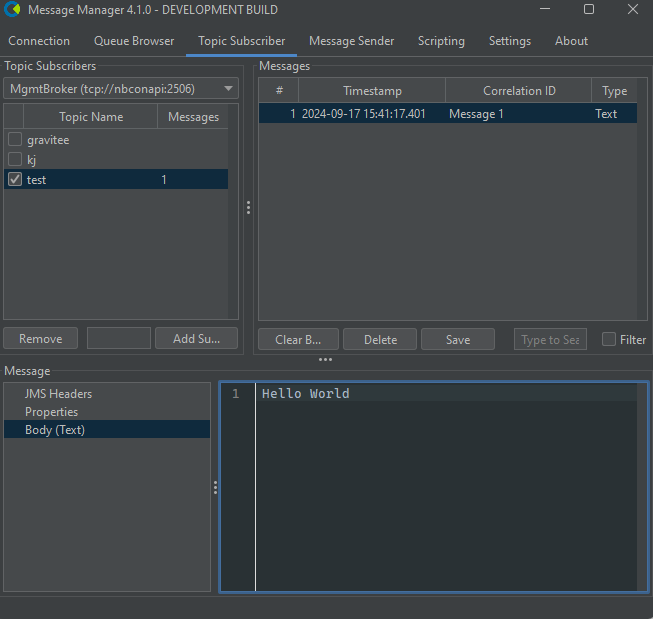 Message Manager 4.1.0 - DEVELOPMENT BUILD
Connection Queue Browser Topic Subscriber Message Sender Scripting Settings About
Topic Subscribers
MgmtBroker (tcp://nbconapi:2506)
Topic Name Messages
gravitee
kj
test 1
Remove Add Su...
Messages
# Timestamp Correlation ID Type
1 2024-09-17 15:41:17.401 Message 1 Text
Clear B... Delete Save Type to Sea Filter
Message
JMS Headers
Properties
Body (Text)
1 Hello World